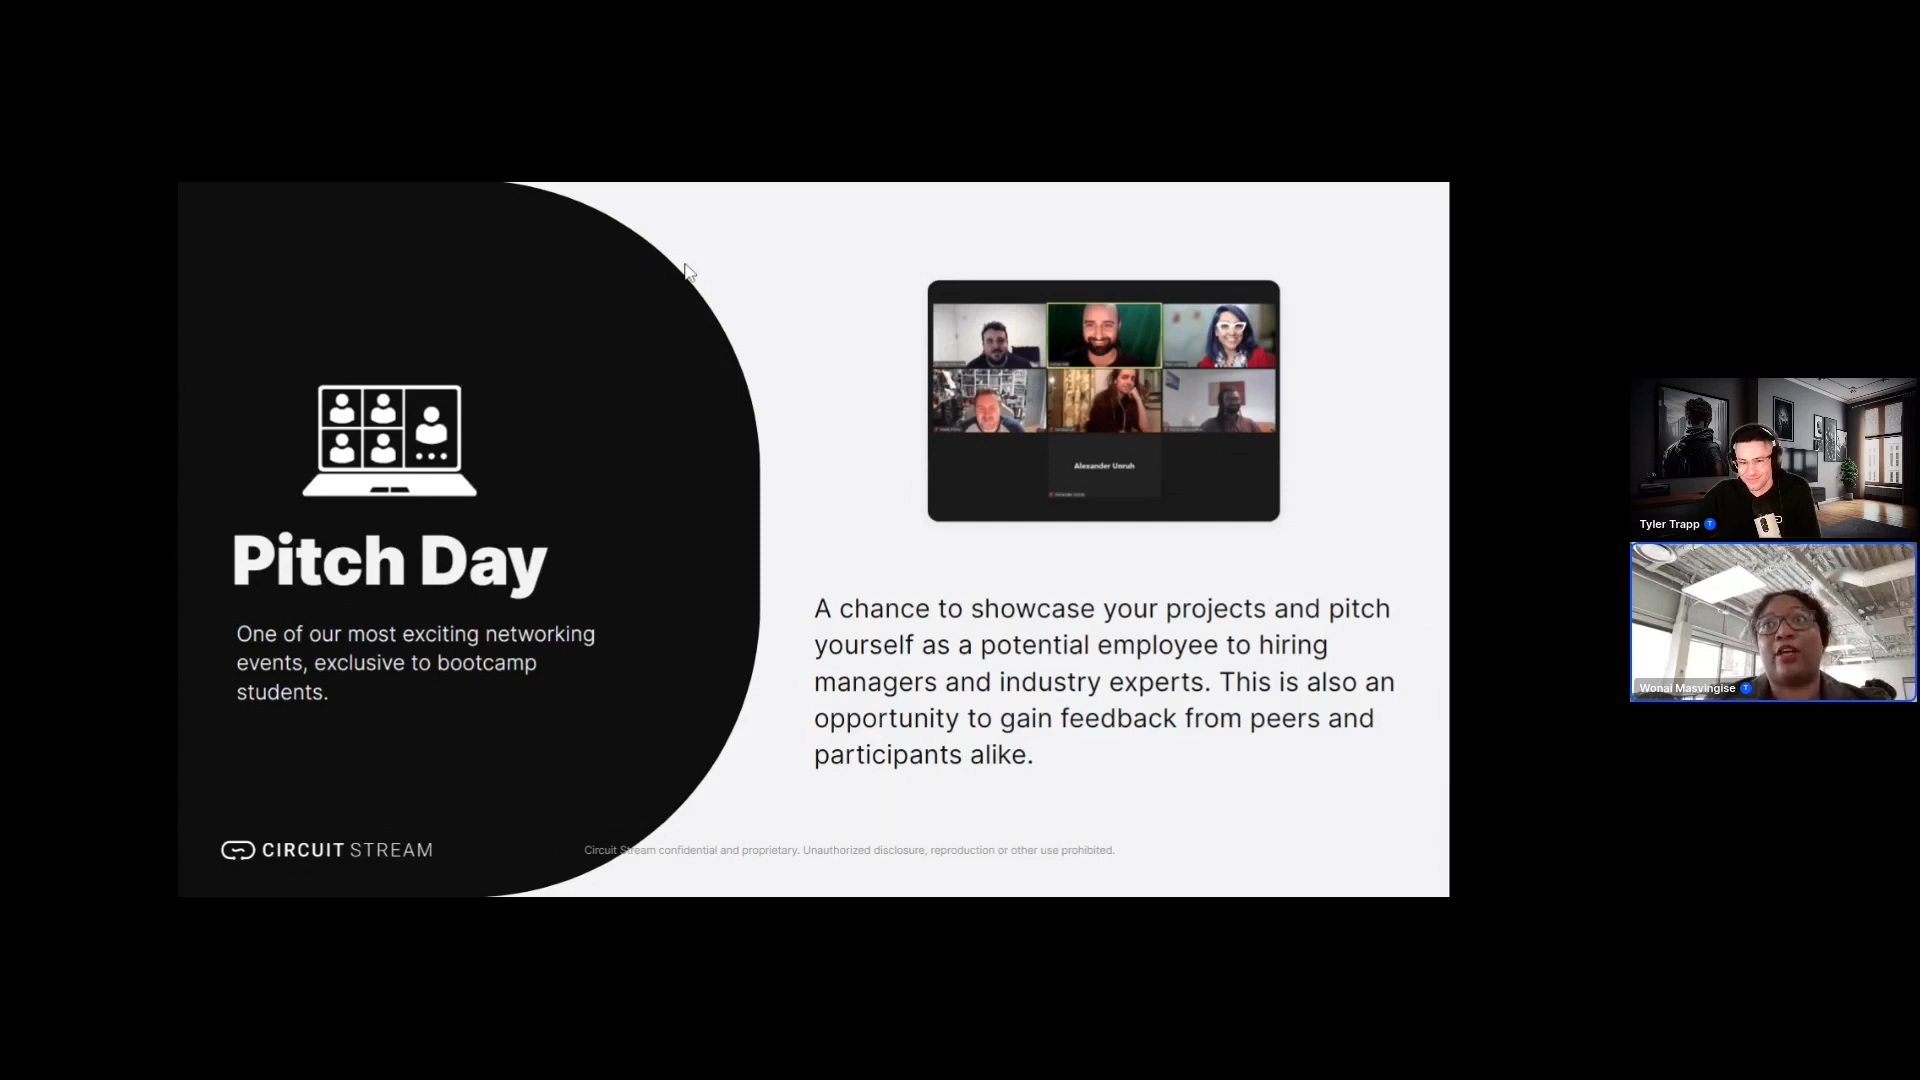 Pitch Day
One of our most exciting networking
events, exclusive to bootcamp
students.
CIRCUIT STREAM
Alexander Unruh
A chance to showcase your projects and pitch
yourself as a potential employee to hiring
managers and industry experts. This is also an
opportunity to gain feedback from peers and
participants alike.
Circuit Stream confidential and proprietary. Unauthorized disclosure, reproduction or other use prohibited.
Tyler Trapp T
Wonai Masvingise T